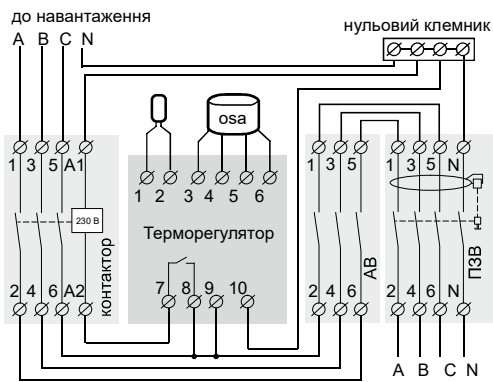 до навантаження
A B C N
нульовий клемник
osa
1 3 5 A1
1 2 3 4 5 6
1 3 5
1 3 5 N
230 В
Терморегулятор
контактор
АВ
ПЗВ
7 8 9 10
2 4 6 A2
2 4 6
2 4 6 N
A B C N